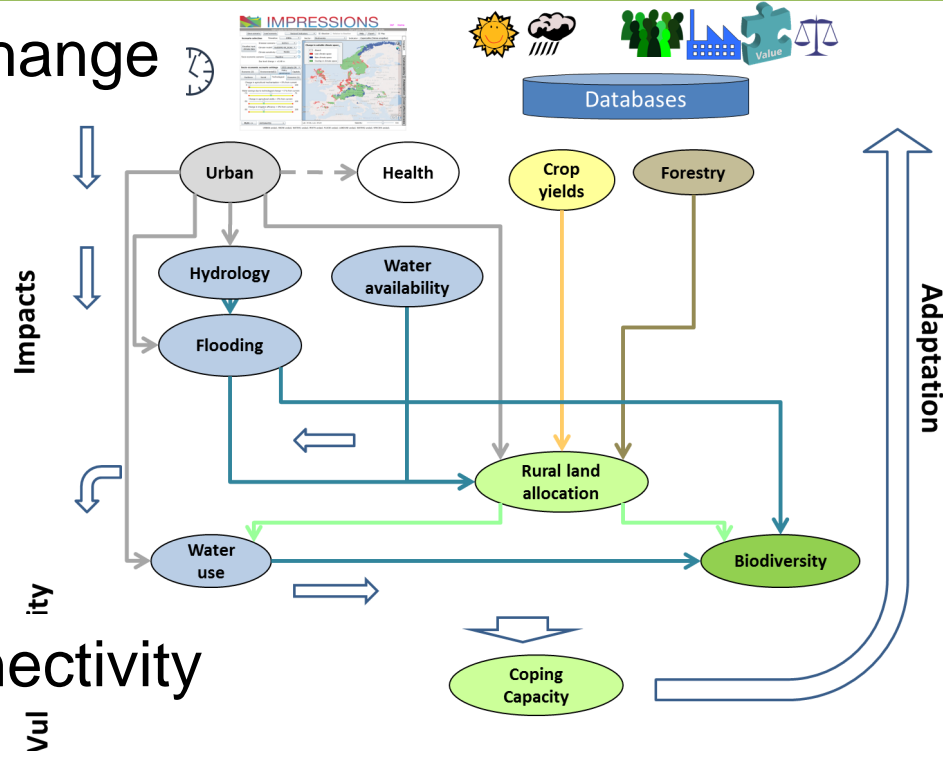 hange
IMPRESSIONS
Value
Databases
Urban
Health
Crop
yields
Forestry
Hydrology
Water
availability
Flooding
Impacts
Adaptation
Rural land
allocation
Water
use
Biodiversity
ity
nectivity
Coping
Capacity
Vul